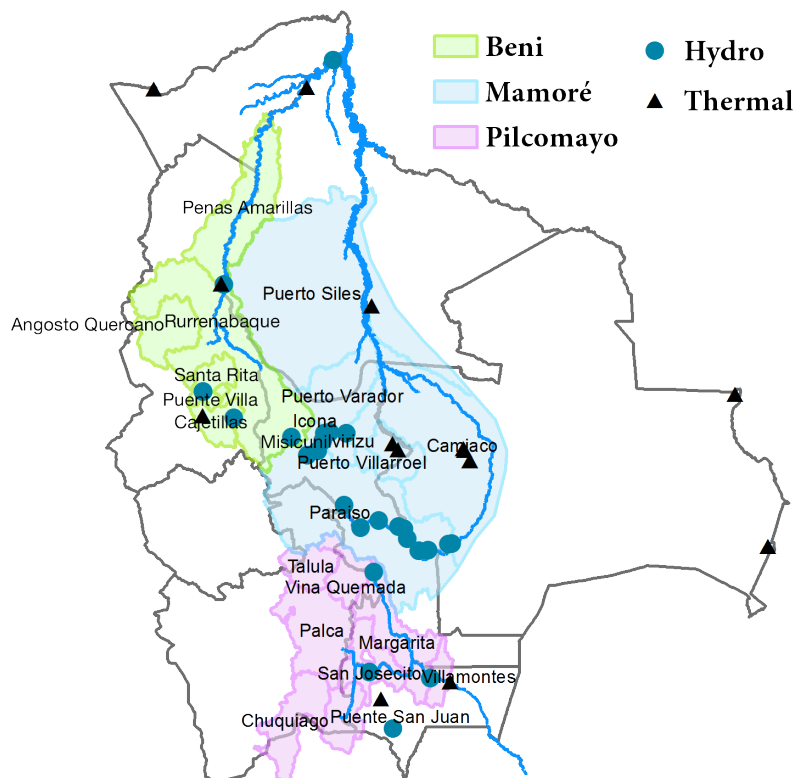 Beni
Hydro
Mamoré
Thermal
Pilcomayo
Penas Amarillas
Puerto Siles
Angosto Quercano
Rurrenabaque
Santa Rita
Puerto Varador
Puente Villa
Icona
Cajetillas
MisicuniIvirizu
Camiaco
Puerto Villarroel
Paraiso
Talula
Vina Quemada
Palca
Margarita
San Josecito
Villamontes
Chuquiago
Puente San Juan